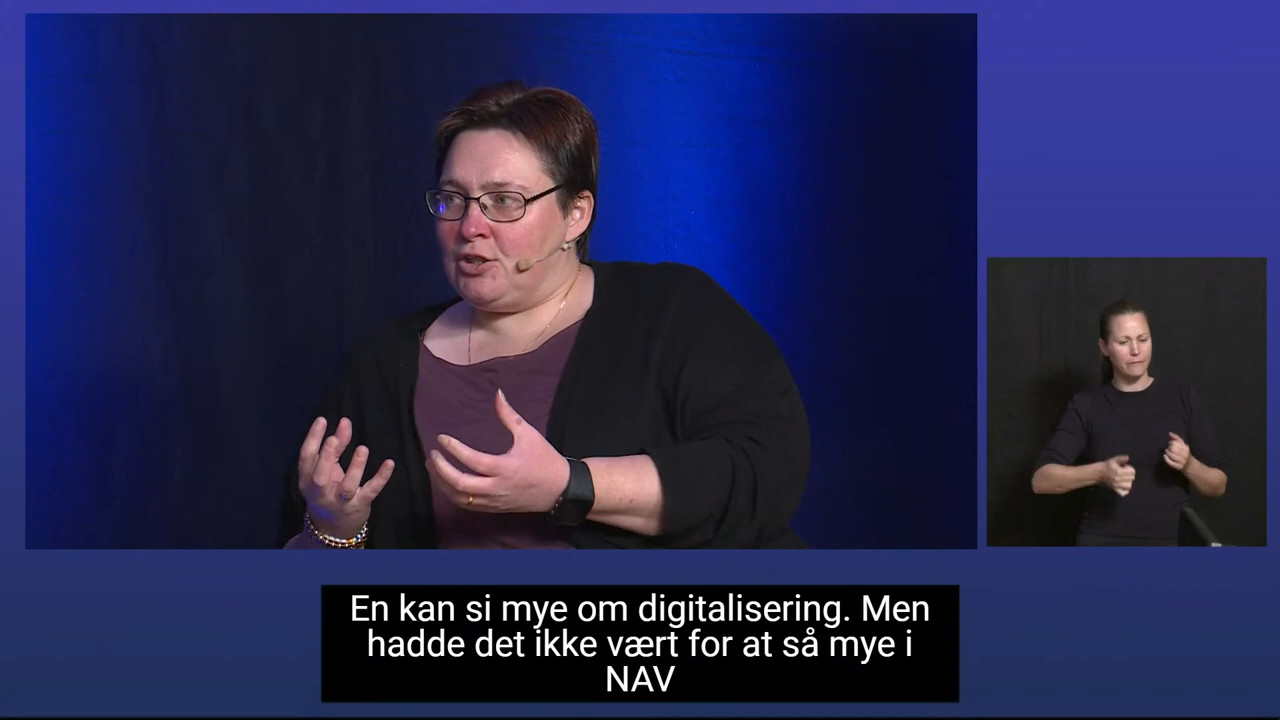 En kan si mye om digitalisering. Men
hadde det ikke vært for at så mye i
NAV